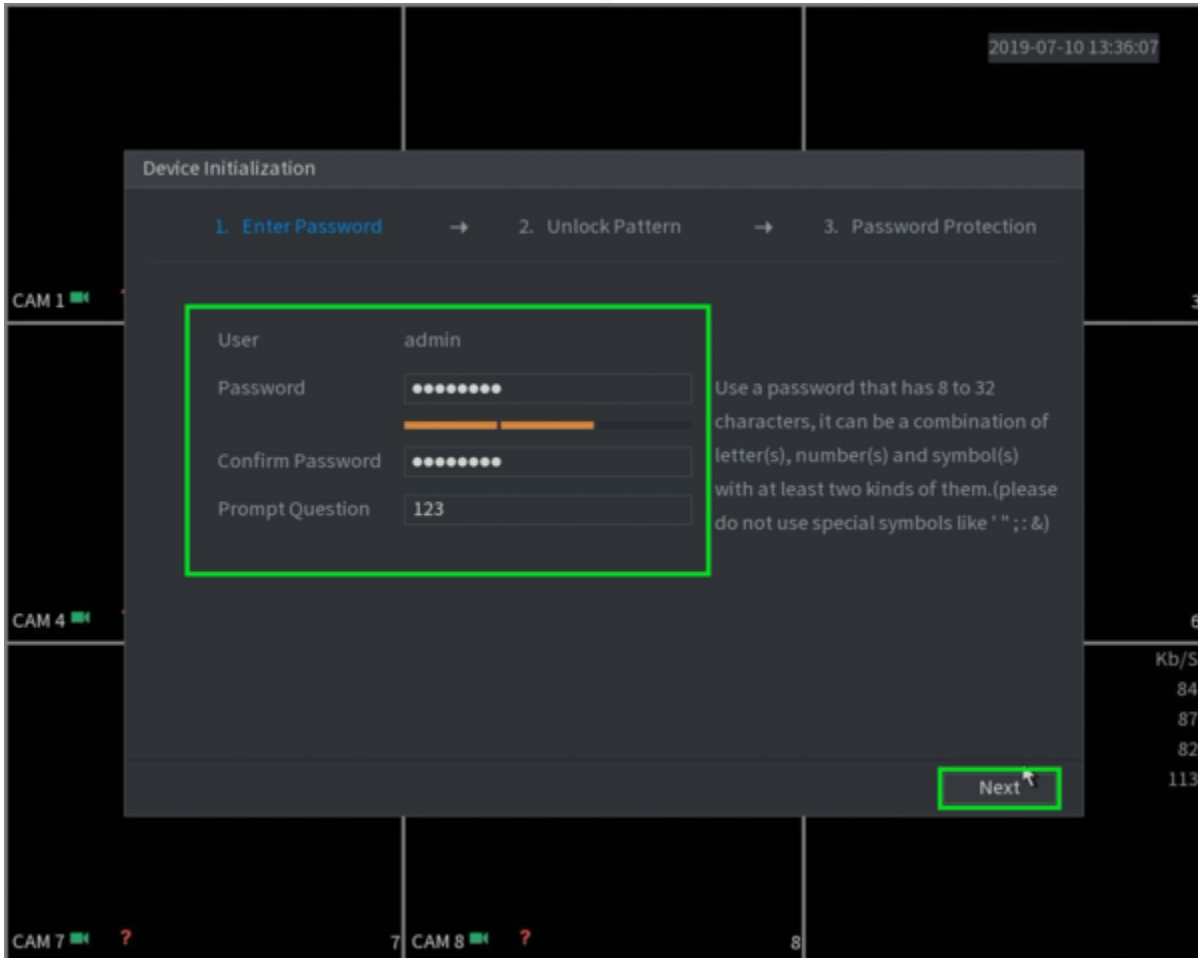 2019-07-10 13:36:07
Device Initialization
1. Enter Password → 2. Unlock Pattern → 3. Password Protection
CAM 1
3
User admin
Password ●●●●●●●●
Confirm Password ●●●●●●●●
Prompt Question 123
Use a password that has 8 to 32
characters, it can be a combination of
letter(s), number(s) and symbol(s)
with at least two kinds of them.(please
do not use special symbols like ' " ; : &)
CAM 4
6
Kb/S
84
87
82
113
Next
CAM 7 ? 7
CAM 8 ? 8